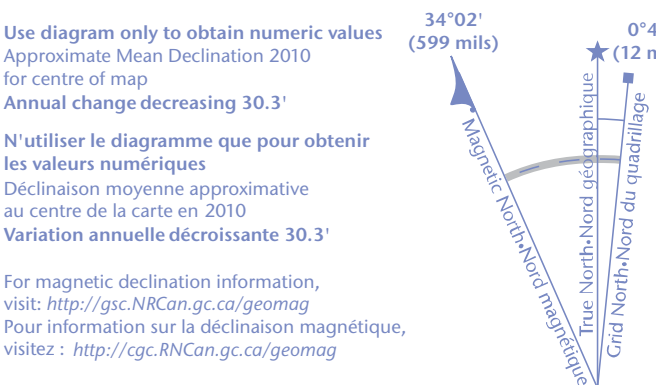 Use diagram only to obtain numeric values
Approximate Mean Declination 2010
for centre of map
Annual change decreasing 30.3'
N'utiliser le diagramme que pour obtenir
les valeurs numériques
Déclinaison moyenne approximative
au centre de la carte en 2010
Variation annuelle décroissante 30.3'
For magnetic declination information,
visit: http://gsc.NRCan.gc.ca/geomag
Pour information sur la déclinaison magnétique,
visitez : http://cgc.RNCan.gc.ca/geomag
34°02'
(599 mils)
Magnetic North•Nord magnétique
True North•Nord géographique
Grid North•Nord du quadrillage
0°4
(12 m